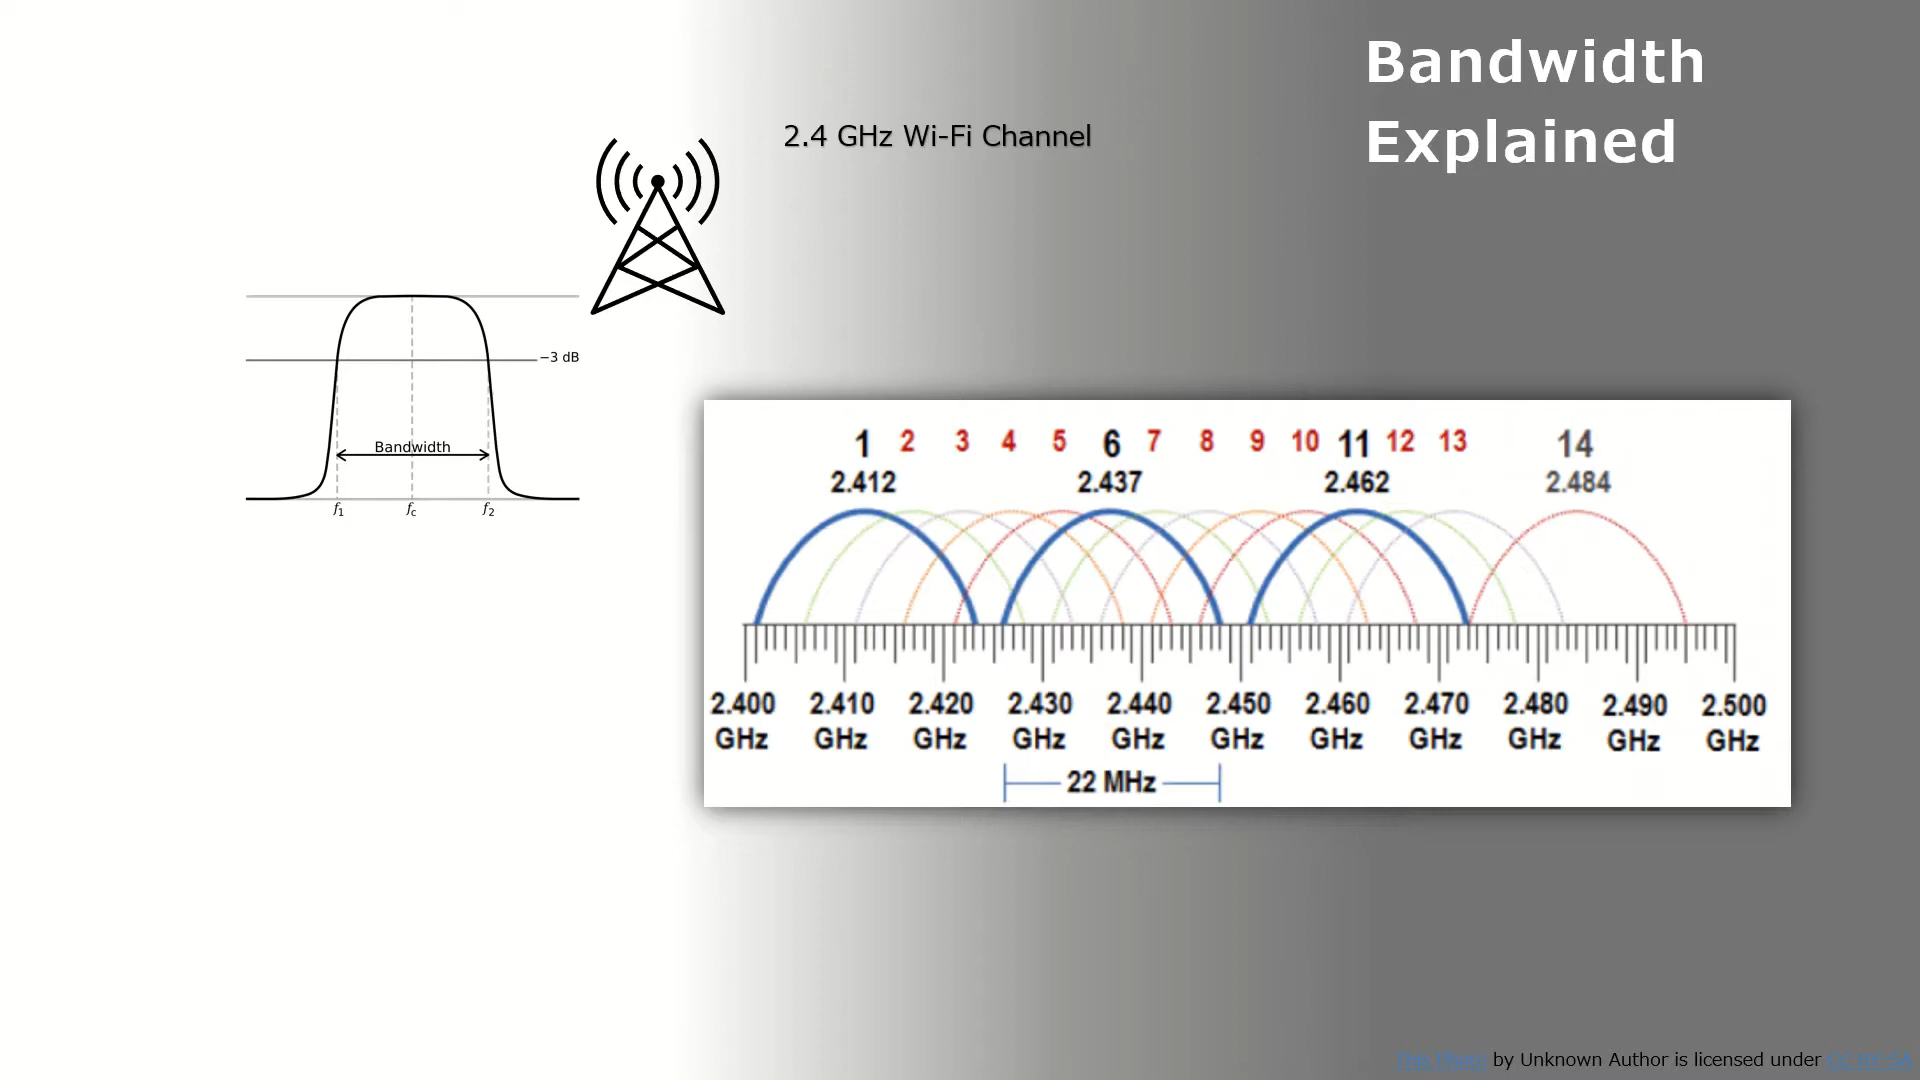 Bandwidth
Explained
2.4 GHz Wi-Fi Channel
−3 dB
Bandwidth
f1 fc f2
1 2 3 4 5 6 7 8 9 10 11 12 13 14
2.412 2.437 2.462 2.484
2.400 2.410 2.420 2.430 2.440 2.450 2.460 2.470 2.480 2.490 2.500
GHz GHz GHz GHz GHz GHz GHz GHz GHz GHz GHz
22 MHz
This Photo by Unknown Author is licensed under CC BY-SA